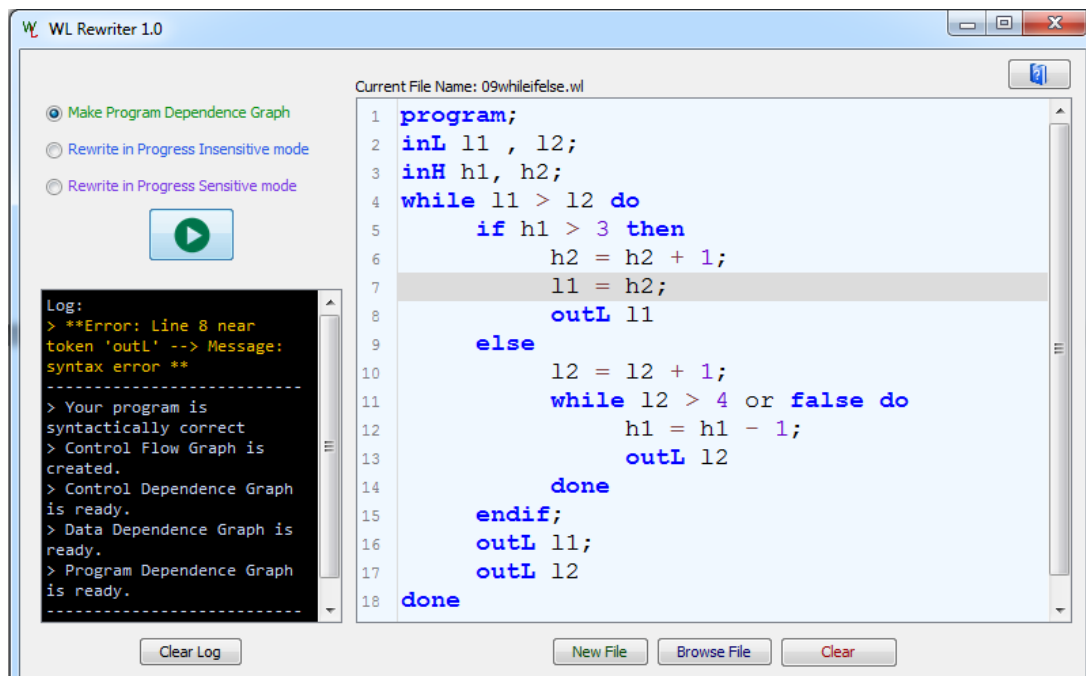 WL Rewriter 1.0
Current File Name: 09whileifelse.wl
Make Program Dependence Graph
Rewrite in Progress Insensitive mode
Rewrite in Progress Sensitive mode
Log:
> **Error: Line 8 near
token 'outL' --> Message:
syntax error **
----------------------------
> Your program is
syntactically correct
> Control Flow Graph is
created.
> Control Dependence Graph
is ready.
> Data Dependence Graph is
ready.
> Program Dependence Graph
is ready.
----------------------------
Clear Log
1 program;
2 inL l1 , l2;
3 inH h1, h2;
4 while l1 > l2 do
5 if h1 > 3 then
6 h2 = h2 + 1;
7 l1 = h2;
8 outL l1
9 else
10 l2 = l2 + 1;
11 while l2 > 4 or false do
12 h1 = h1 - 1;
13 outL l2
14 done
15 endif;
16 outL l1;
17 outL l2
18 done
New File
Browse File
Clear